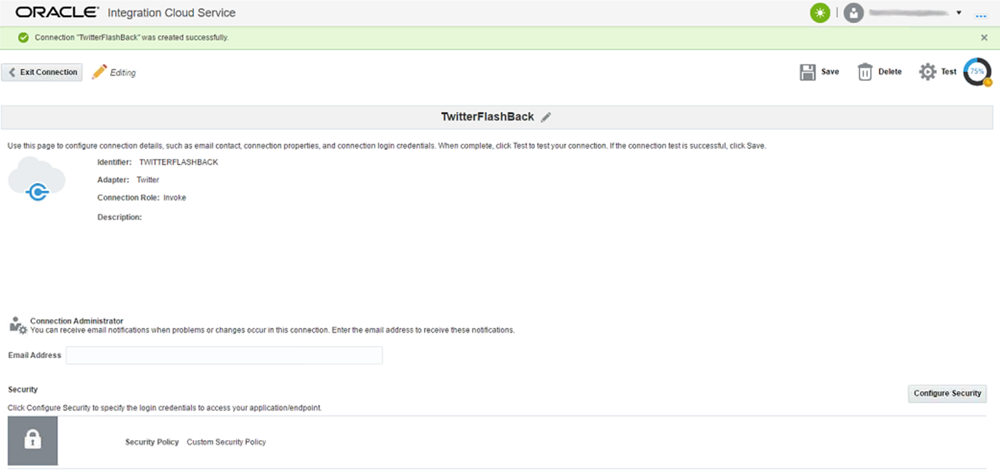 ORACLE® Integration Cloud Service
Connection "TwitterFlashBack" was created successfully.
Exit Connection
Editing
Save
Delete
Test
75%
TwitterFlashBack
Use this page to configure connection details, such as email contact, connection properties, and connection login credentials. When complete, click Test to test your connection. If the connection test is successful, click Save.
Identifier: TWITTERFLASHBACK
Adapter: Twitter
Connection Role: Invoke
Description:
Connection Administrator
You can receive email notifications when problems or changes occur in this connection. Enter the email address to receive these notifications.
Email Address
Security
Configure Security
Click Configure Security to specify the login credentials to access your application/endpoint.
Security Policy Custom Security Policy